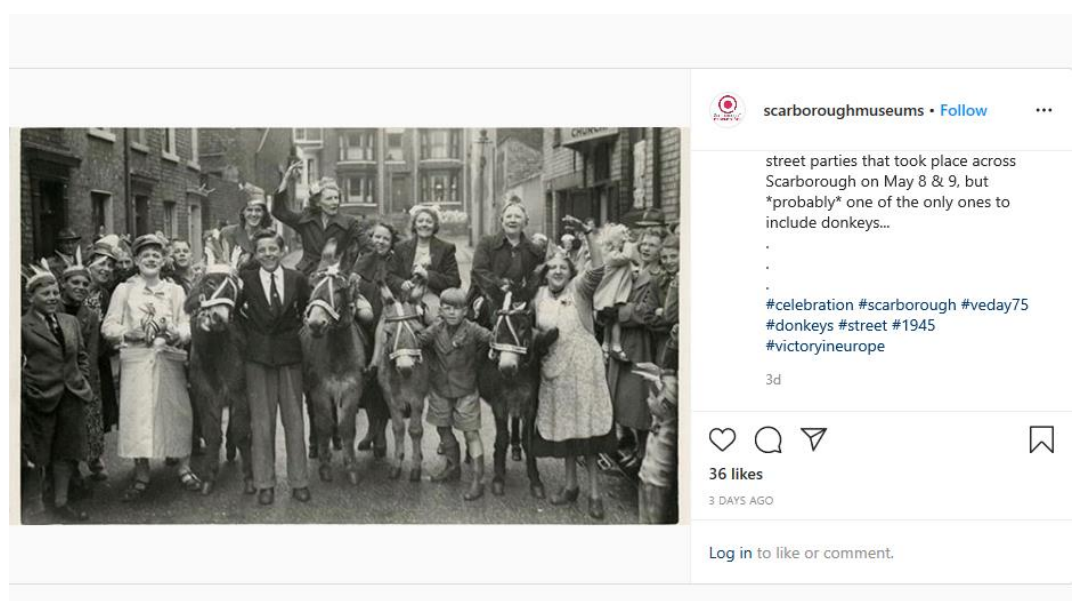 scarboroughmuseums • Follow
street parties that took place across
Scarborough on May 8 & 9, but
*probably* one of the only ones to
include donkeys...
.
.
.
#celebration #scarborough #veday75
#donkeys #street #1945
#victoryineurope
3d
36 likes
3 DAYS AGO
Log in to like or comment.